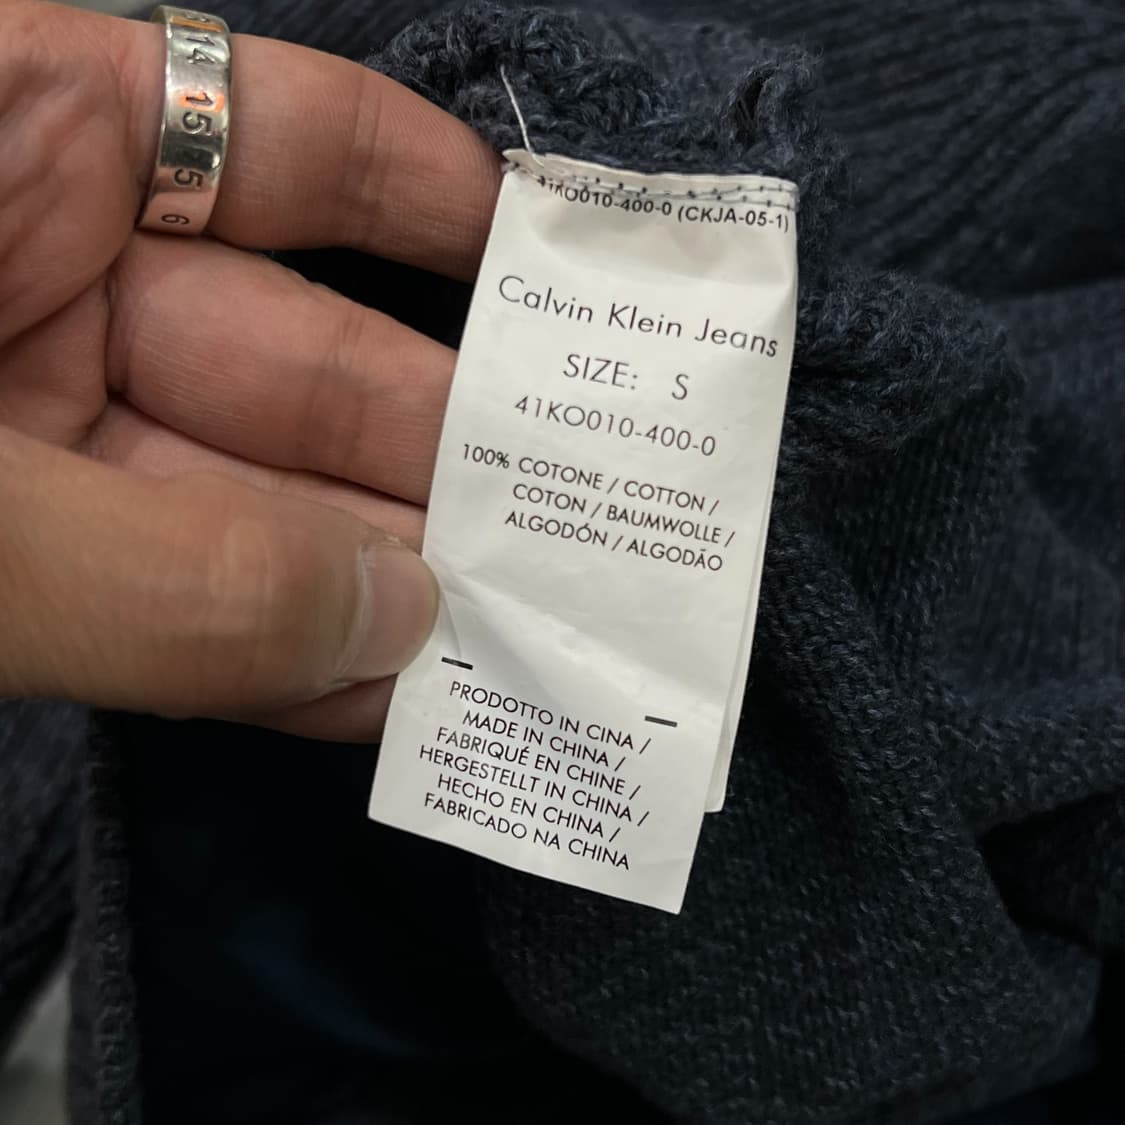 14 15 5 6
41KO010-400-0 (CKJA-05-1)
Calvin Klein Jeans
SIZE: S
41KO010-400-0
100% COTONE / COTTON /
COTON / BAUMWOLLE /
ALGODÓN / ALGODÃO
PRODOTTO IN CINA /
MADE IN CHINA /
FABRIQUÉ EN CHINE /
HERGESTELLT IN CHINA /
HECHO EN CHINA /
FABRICADO NA CHINA